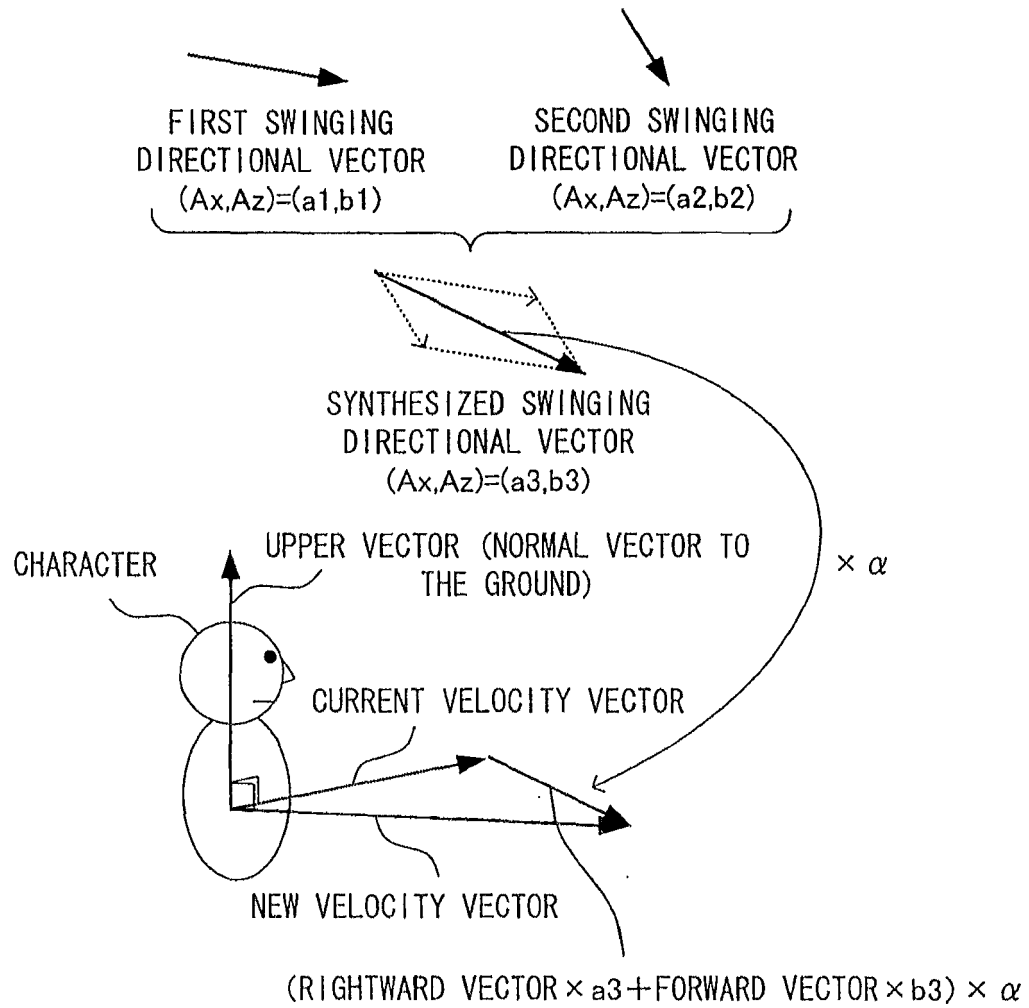 FIRST SWINGING
DIRECTIONAL VECTOR
(Ax,Az)=(a1,b1)
SECOND SWINGING
DIRECTIONAL VECTOR
(Ax,Az)=(a2,b2)
SYNTHESIZED SWINGING
DIRECTIONAL VECTOR
(Ax,Az)=(a3,b3)
× α
CHARACTER
UPPER VECTOR (NORMAL VECTOR TO
THE GROUND)
CURRENT VELOCITY VECTOR
NEW VELOCITY VECTOR
(RIGHTWARD VECTOR×a3+FORWARD VECTOR×b3)×α